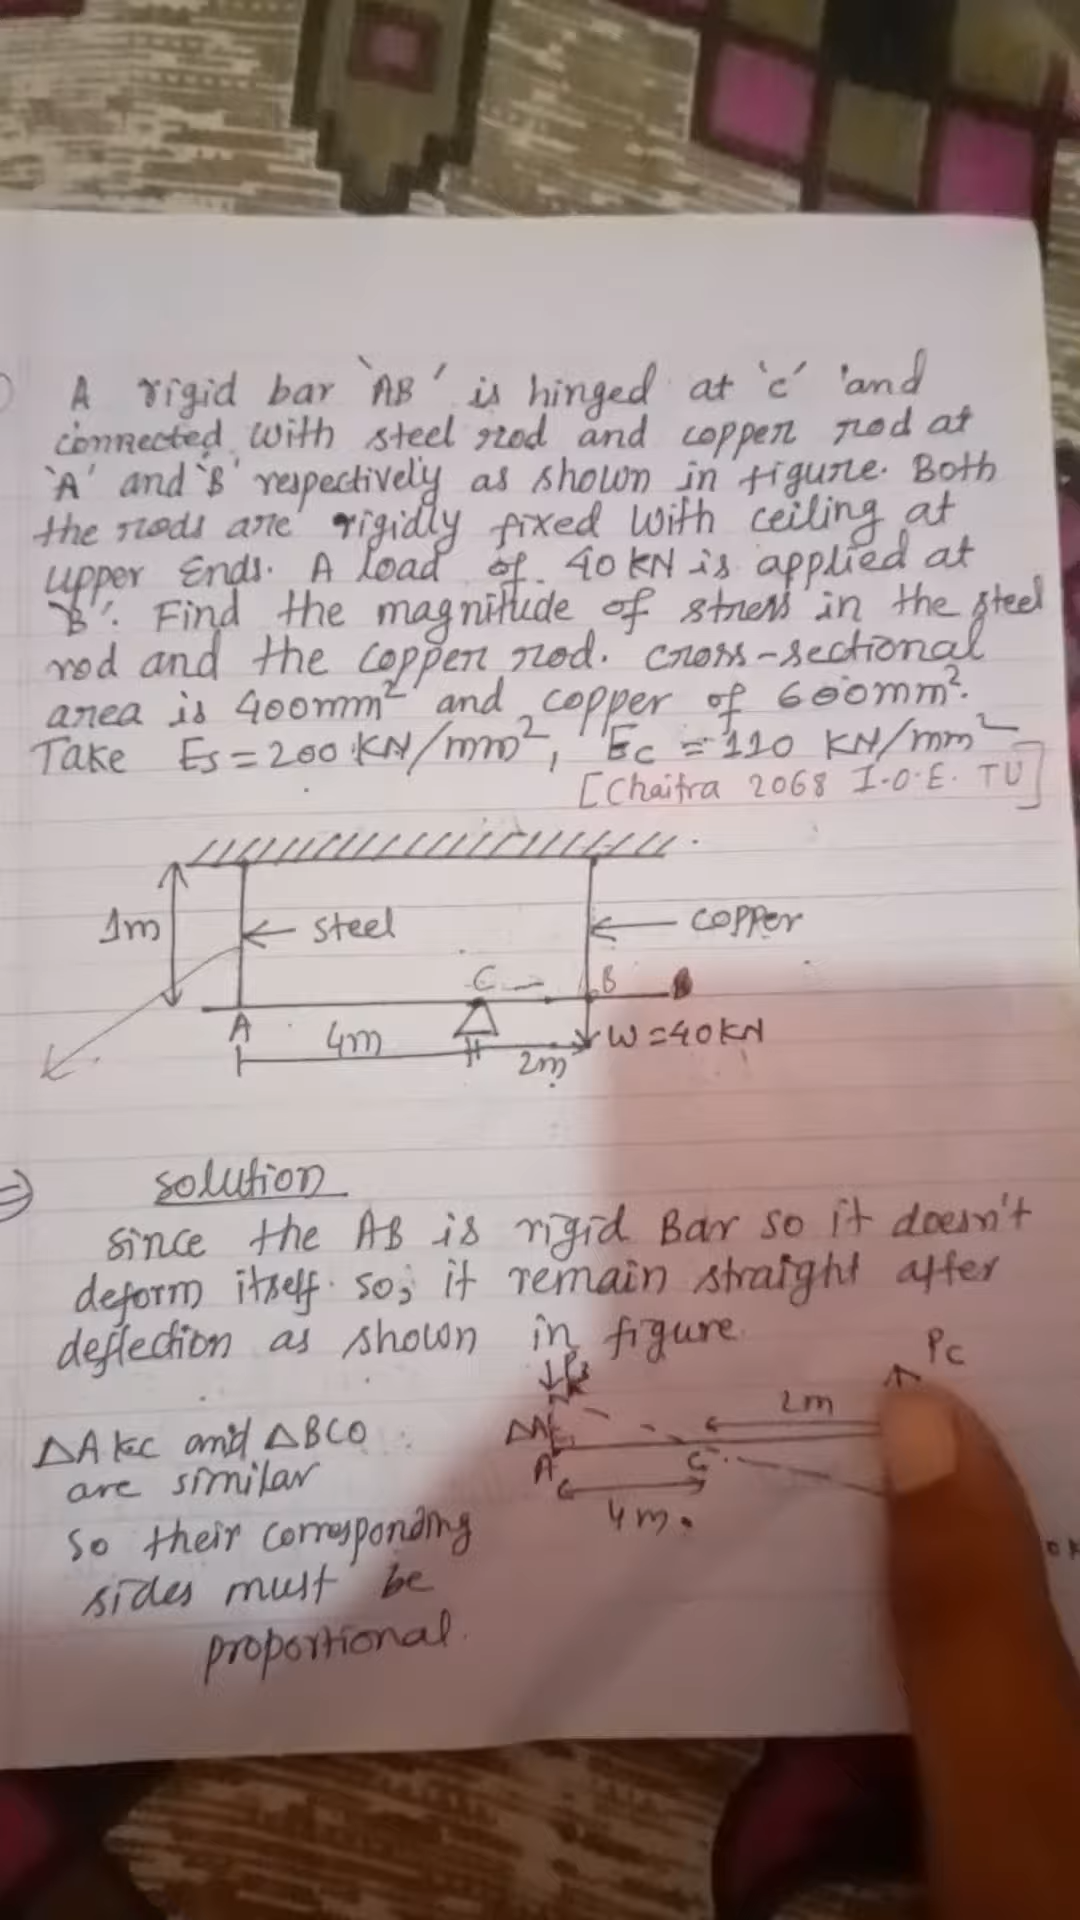 A rigid bar `AB' is hinged at 'c' 'and
connected with steel rod and copper rod at
`A' and `B' respectively as shown in figure. Both
the rods are rigidly fixed with ceiling at
upper Ends. A load of 40 KN is applied at
`B'. Find the magnitude of stress in the steel
rod and the copper rod. cross-sectional
area is 400mm² and copper of 600mm².
Take Es = 200 KN/mm², Ec = 110 KN/mm²
[Chaitra 2068 I.O.E. TU]
1m
steel
copper
C
B
B
A
4m
2m
W = 40KN
=>
solution
since the AB is rigid Bar so it doesn't
deform itself. so; it remain straight after
deflection as shown in figure.
Pc
2m
ΔAKC and ΔBCO
are similar
A
C
4m.
so their corresponding
sides must be
proportional.